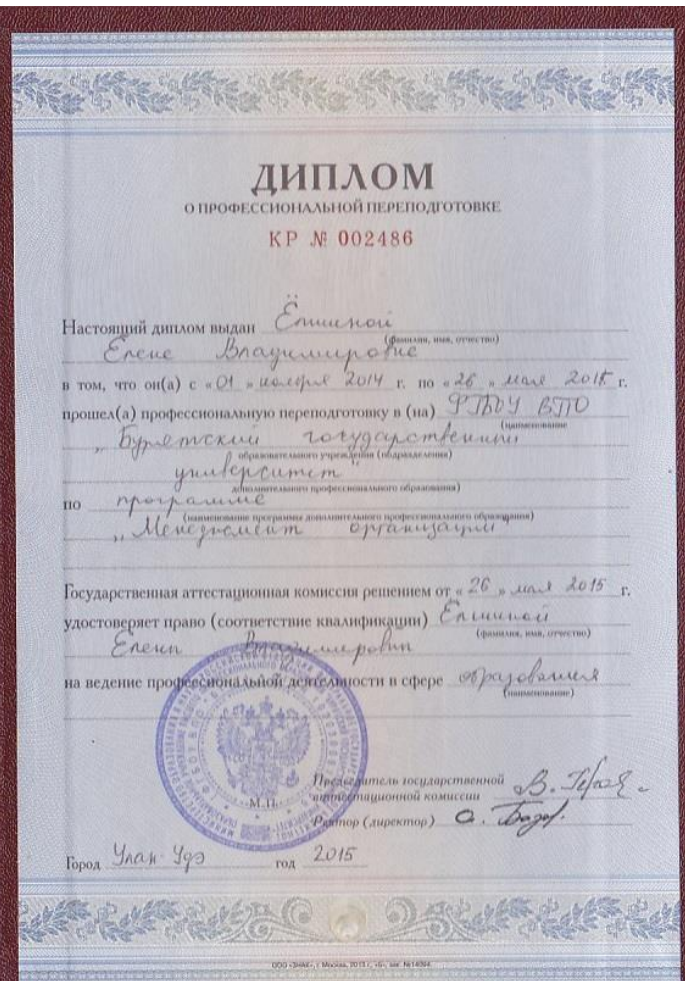 ДИПЛОМ
О ПРОФЕССИОНАЛЬНОЙ ПЕРЕПОДГОТОВКЕ
КР № 002486
Настоящий диплом выдан
(фамилия, имя, отчество)
Елене Владимировне
в том, что он(а) с «01» ноября 2014 г. по «26» мая 2015 г.
прошел(а) профессиональную переподготовку в (на) ФГБОУ ВПО
(наименование
„Бурятский государственный
образовательного учреждения (подразделения)
университет"
дополнительного профессионального образования)
по программе
(наименование программы дополнительного профессионального образования)
„Менеджмент организации"
Государственная аттестационная комиссия решением от «26» мая 2015 г.
удостоверяет право (соответствие квалификации)
(фамилия, имя, отчество)
Елены Владимировны
на ведение профессиональной деятельности в сфере образования
(наименование)
Председатель государственной
аттестационной комиссии
М.П.
Ректор (директор)
Город Улан-Удэ год 2015
ООО «ЗНАК», г. Москва, 2013 г.